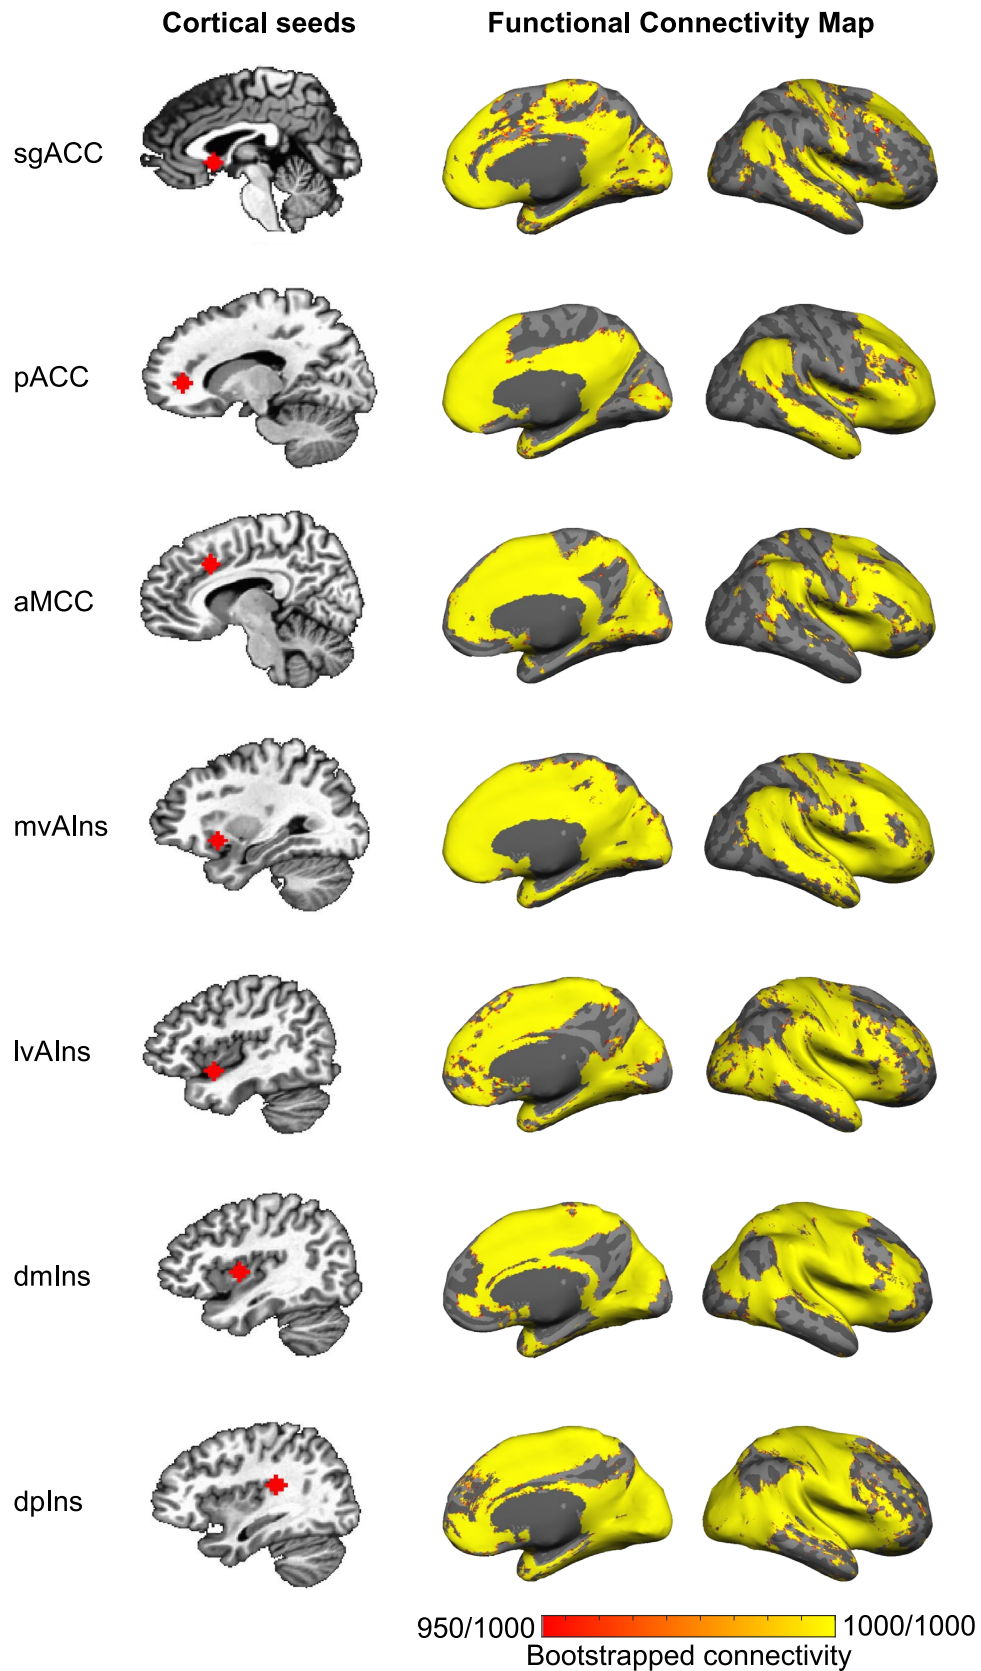 Cortical seeds Functional Connectivity Map
sgACC
pACC
aMCC
mvAIns
lvAIns
dmIns
dpIns
950/1000 1000/1000
Bootstrapped connectivity